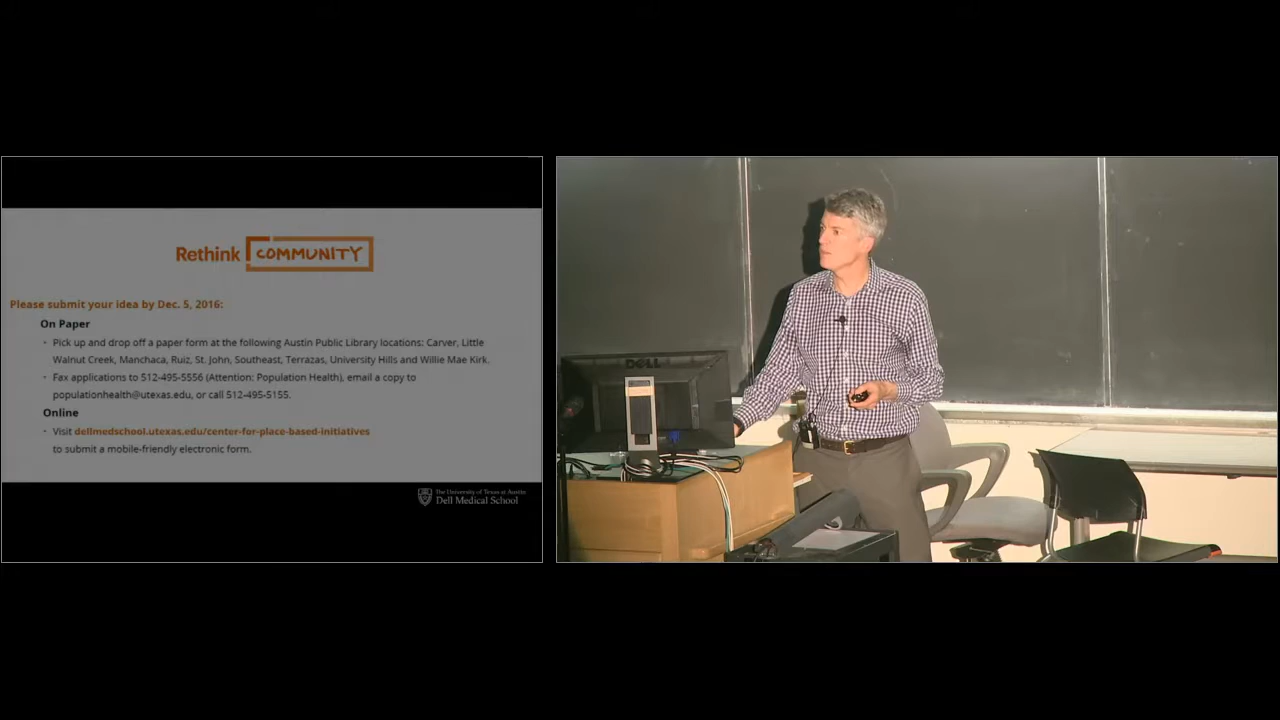 Rethink COMMUNITY
Please submit your idea by Dec. 5, 2016:
On Paper
• Pick up and drop off a paper form at the following Austin Public Library locations: Carver, Little
Walnut Creek, Manchaca, Ruiz, St. John, Southeast, Terrazas, University Hills and Willie Mae Kirk.
• Fax applications to 512-495-5556 (Attention: Population Health), email a copy to
populationhealth@utexas.edu, or call 512-495-5155.
Online
• Visit dellmedschool.utexas.edu/center-for-place-based-initiatives
to submit a mobile-friendly electronic form.
The University of Texas at Austin
Dell Medical School
DELL